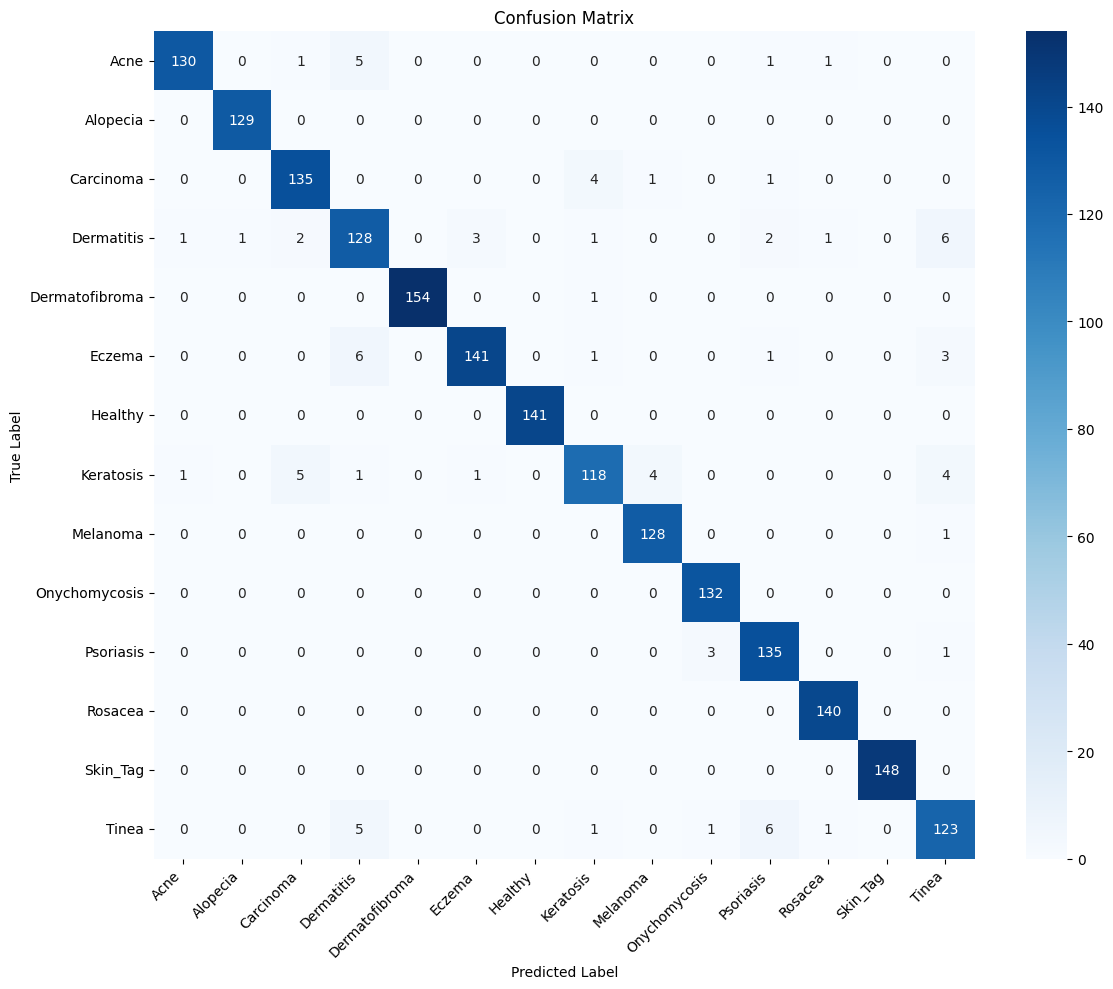 Confusion Matrix
Acne 130 0 1 5 0 0 0 0 0 0 1 1 0 0
Alopecia 0 129 0 0 0 0 0 0 0 0 0 0 0 0
Carcinoma 0 0 135 0 0 0 0 4 1 0 1 0 0 0
Dermatitis 1 1 2 128 0 3 0 1 0 0 2 1 0 6
Dermatofibroma 0 0 0 0 154 0 0 1 0 0 0 0 0 0
Eczema 0 0 0 6 0 141 0 1 0 0 1 0 0 3
Healthy 0 0 0 0 0 0 141 0 0 0 0 0 0 0
Keratosis 1 0 5 1 0 1 0 118 4 0 0 0 0 4
Melanoma 0 0 0 0 0 0 0 0 128 0 0 0 0 1
Onychomycosis 0 0 0 0 0 0 0 0 0 132 0 0 0 0
Psoriasis 0 0 0 0 0 0 0 0 0 3 135 0 0 1
Rosacea 0 0 0 0 0 0 0 0 0 0 0 140 0 0
Skin_Tag 0 0 0 0 0 0 0 0 0 0 0 0 148 0
Tinea 0 0 0 5 0 0 0 1 0 1 6 1 0 123
True Label
Acne Alopecia Carcinoma Dermatitis Dermatofibroma Eczema Healthy Keratosis Melanoma Onychomycosis Psoriasis Rosacea Skin_Tag Tinea
Predicted Label
140
120
100
80
60
40
20
0